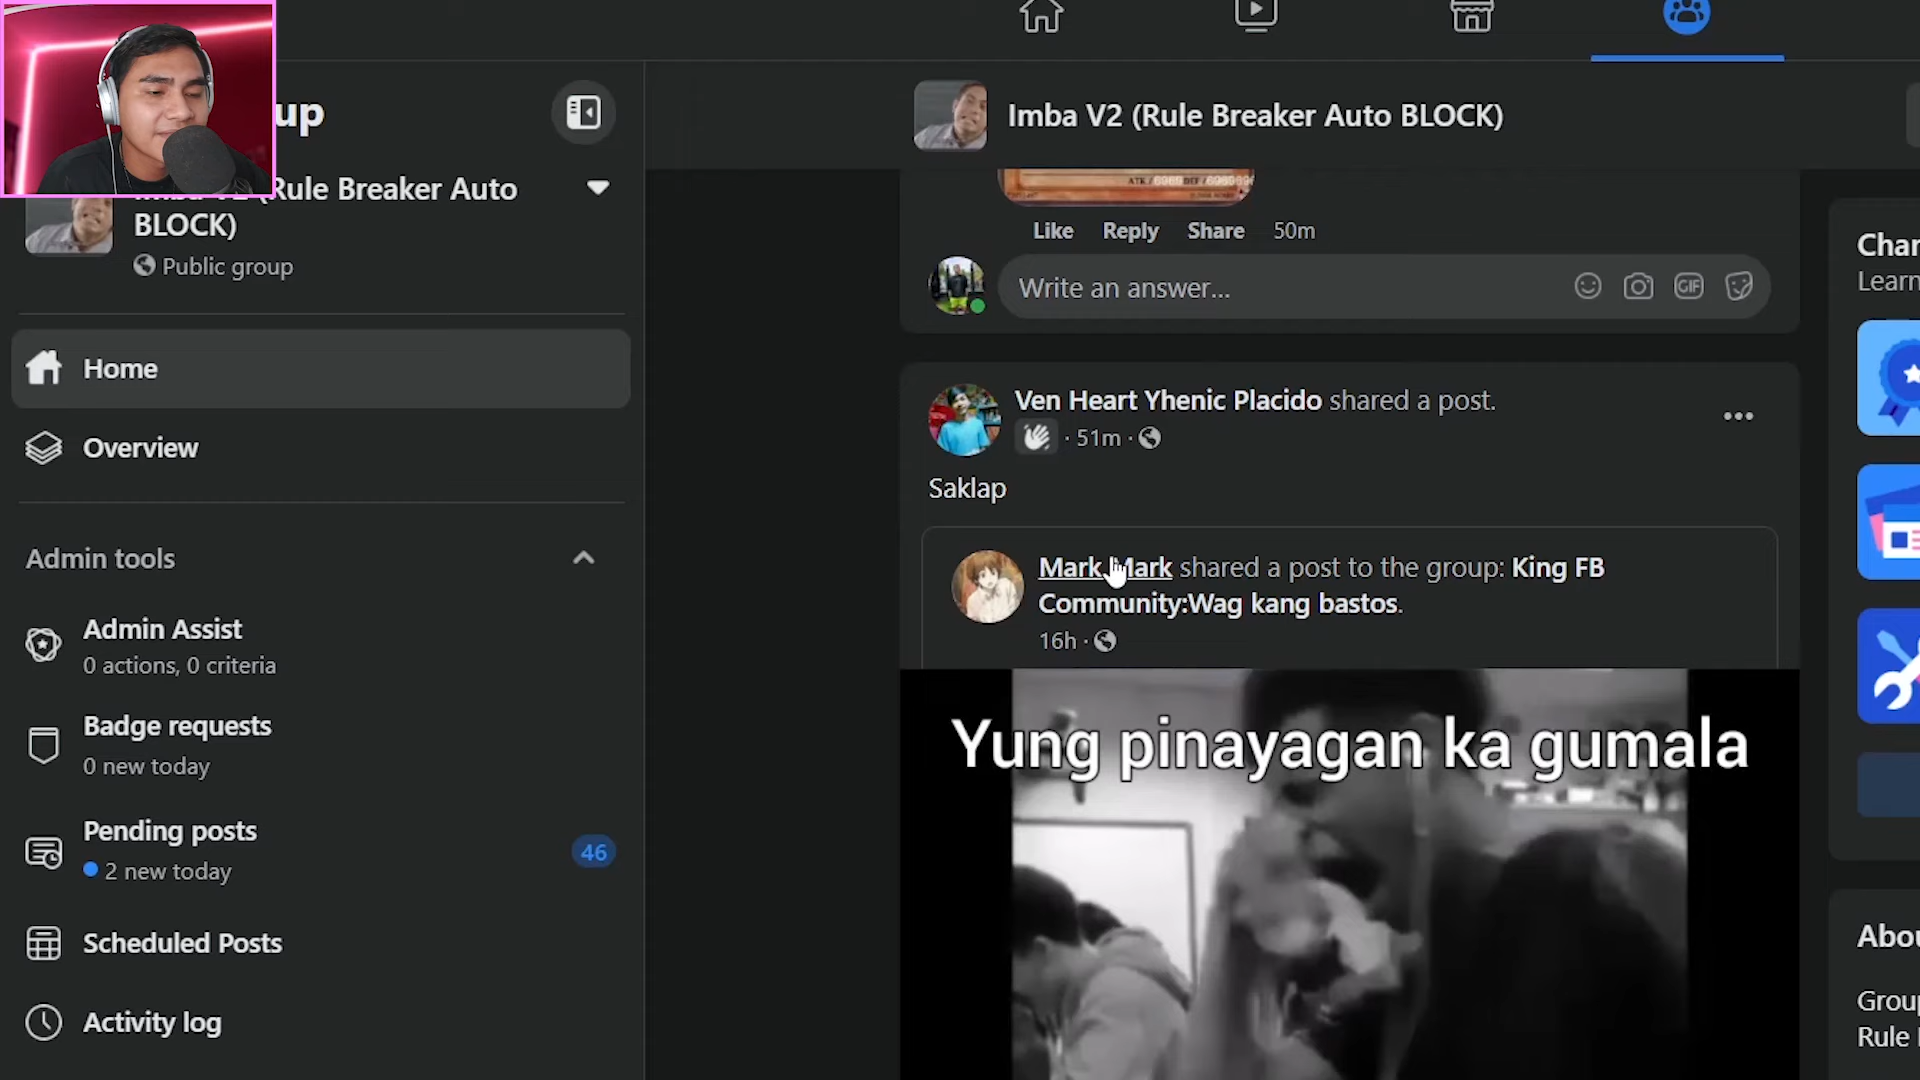 up
Imba V2 (Rule Breaker Auto BLOCK)
Rule Breaker Auto
BLOCK)
Public group
Home
Overview
Admin tools
Admin Assist
0 actions, 0 criteria
Badge requests
0 new today
Pending posts
2 new today
46
Scheduled Posts
Activity log
Like Reply Share 50m
Write an answer...
GIF
Ven Heart Yhenic Placido shared a post.
· 51m ·
Saklap
Mark Mark shared a post to the group: King FB
Community:Wag kang bastos.
16h ·
Yung pinayagan ka gumala
Learn
Group
Rule